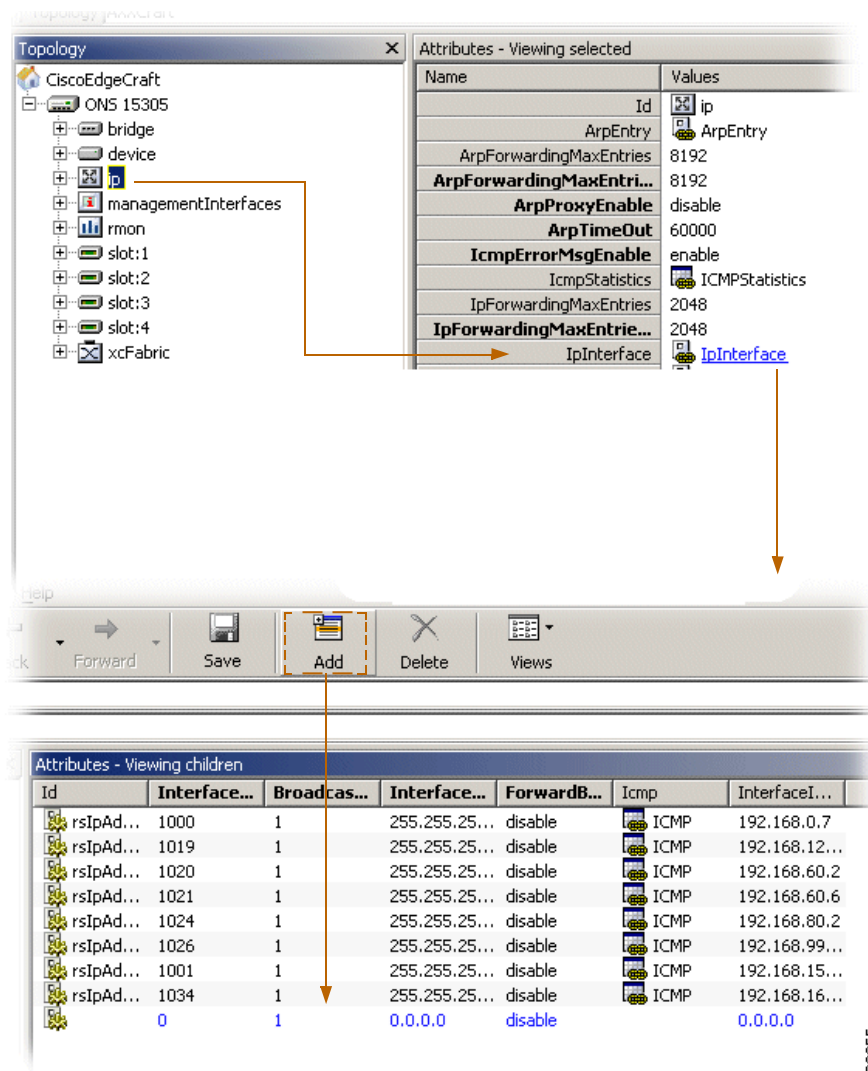 Topology
Topology
Attributes - Viewing selected
CiscoEdgeCraft
ONS 15305
bridge
device
ip
managementInterfaces
rmon
slot:1
slot:2
slot:3
slot:4
xcFabric
Name Values
Id ip
ArpEntry ArpEntry
ArpForwardingMaxEntries 8192
ArpForwardingMaxEntri... 8192
ArpProxyEnable disable
ArpTimeOut 60000
IcmpErrorMsgEnable enable
IcmpStatistics ICMPStatistics
IpForwardingMaxEntries 2048
IpForwardingMaxEntrie... 2048
IpInterface IpInterface
Help
Forward Save Add Delete Views
Attributes - Viewing children
Id Interface... Broadcas... Interface... ForwardB... Icmp InterfaceI...
rsIpAd... 1000 1 255.255.25... disable ICMP 192.168.0.7
rsIpAd... 1019 1 255.255.25... disable ICMP 192.168.12...
rsIpAd... 1020 1 255.255.25... disable ICMP 192.168.60.2
rsIpAd... 1021 1 255.255.25... disable ICMP 192.168.60.6
rsIpAd... 1024 1 255.255.25... disable ICMP 192.168.80.2
rsIpAd... 1026 1 255.255.25... disable ICMP 192.168.99...
rsIpAd... 1001 1 255.255.25... disable ICMP 192.168.15...
rsIpAd... 1034 1 255.255.25... disable ICMP 192.168.16...
0 1 0.0.0.0 disable 0.0.0.0